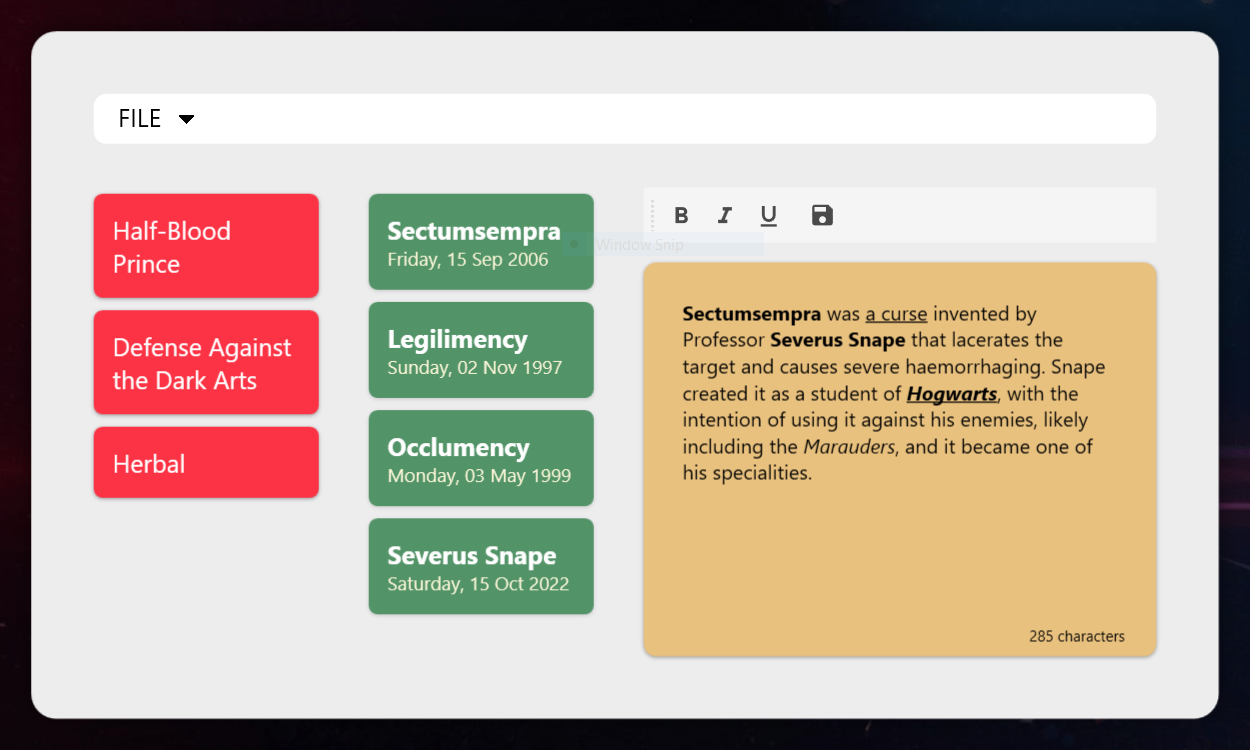 FILE
Half-Blood
Prince
Defense Against
the Dark Arts
Herbal
Sectumsempra
Friday, 15 Sep 2006
Legilimency
Sunday, 02 Nov 1997
Occlumency
Monday, 03 May 1999
Severus Snape
Saturday, 15 Oct 2022
B I U
Window Snip
Sectumsempra was a curse invented by
Professor Severus Snape that lacerates the
target and causes severe haemorrhaging. Snape
created it as a student of Hogwarts, with the
intention of using it against his enemies, likely
including the Marauders, and it became one of
his specialities.
285 characters